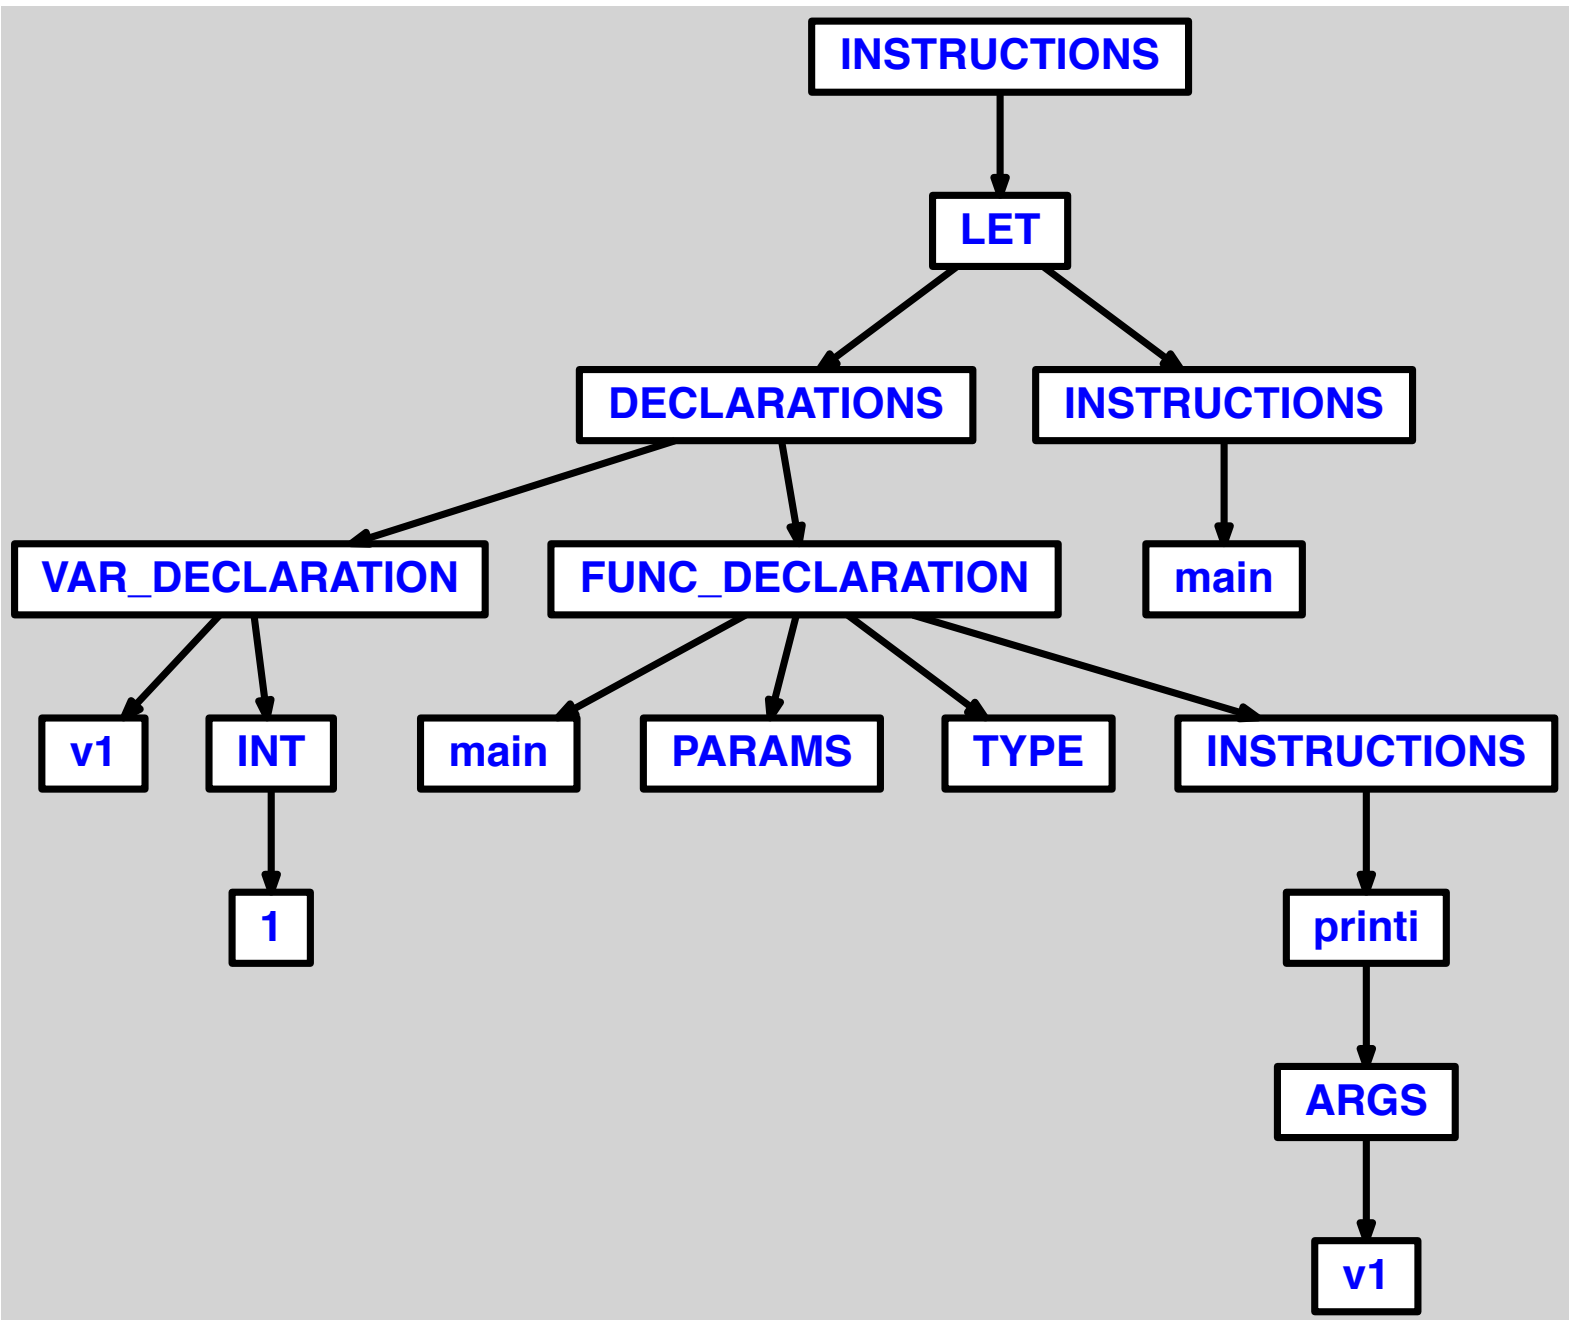 INSTRUCTIONS
LET
DECLARATIONS
INSTRUCTIONS
VAR_DECLARATION
FUNC_DECLARATION
main
v1
INT
main
PARAMS
TYPE
INSTRUCTIONS
1
printi
ARGS
v1